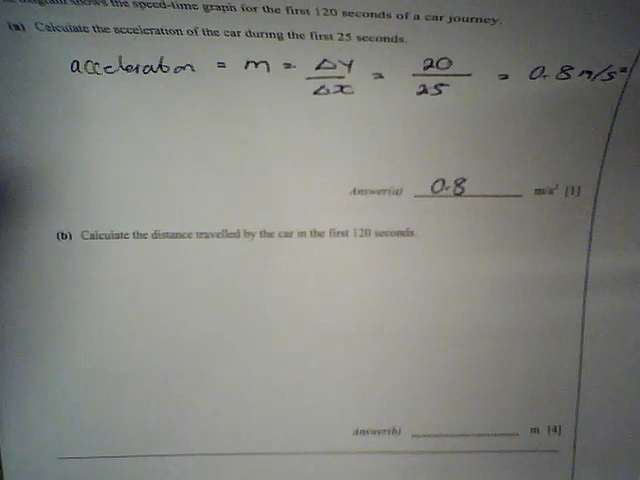 diagram shows the speed-time graph for the first 120 seconds of a car journey.
(a) Calculate the acceleration of the car during the first 25 seconds.
acceleration = m = ΔY/Δx = 20/25 = 0.8 m/s²
Answer(a) 0.8 m/s² [1]
(b) Calculate the distance travelled by the car in the first 120 seconds.
Answer(b) ........................ m [4]